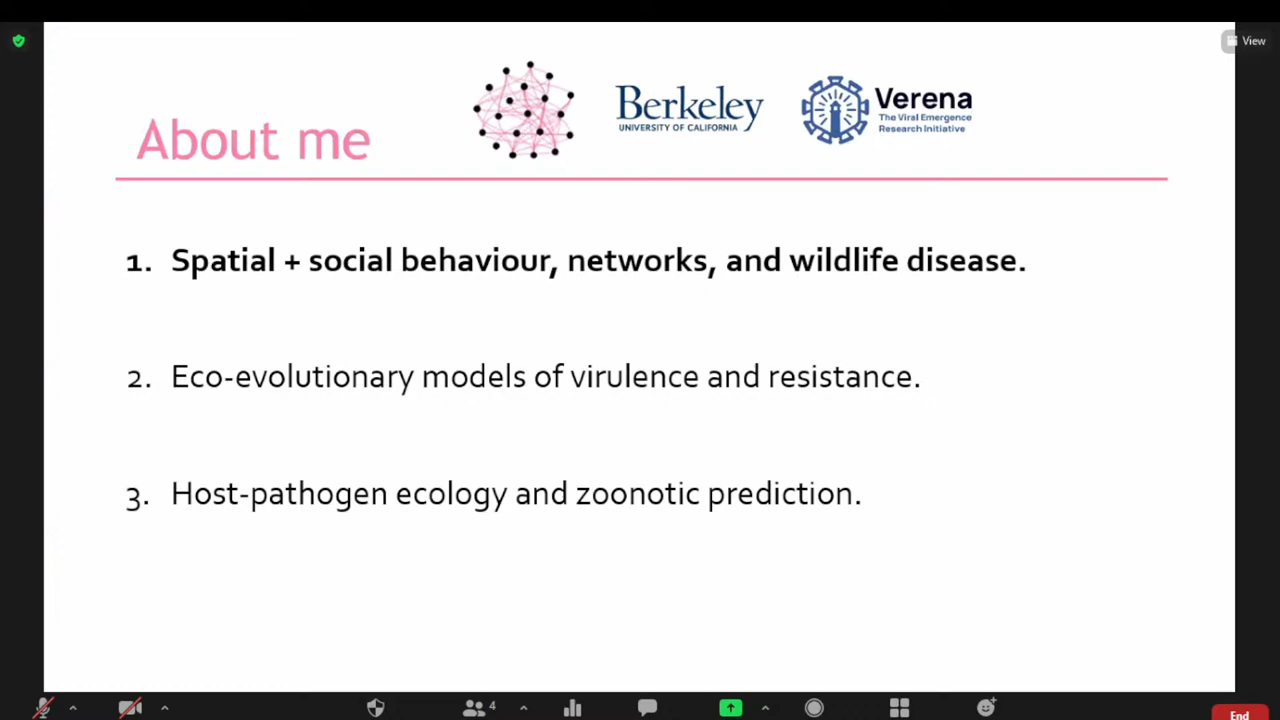 View
Berkeley
UNIVERSITY OF CALIFORNIA
Verena
The Viral Emergence
Research Initiative
About me
1. Spatial + social behaviour, networks, and wildlife disease.
2. Eco-evolutionary models of virulence and resistance.
3. Host-pathogen ecology and zoonotic prediction.
4
End